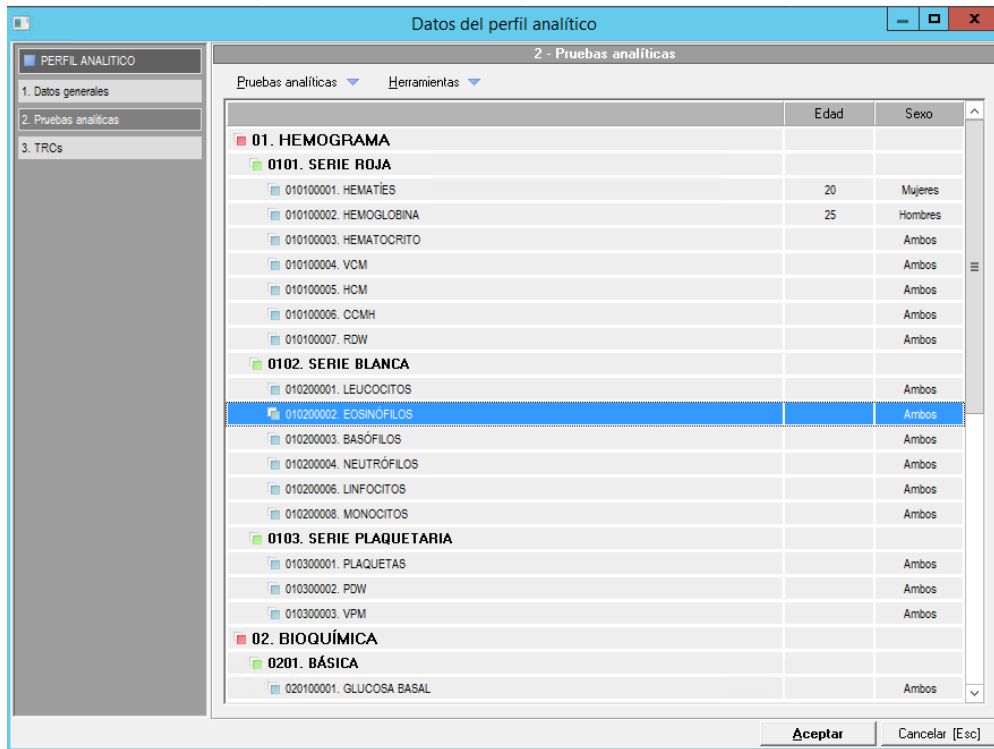 Datos del perfil analítico
PERFIL ANALITICO
1. Datos generales
2. Pruebas analíticas
3. TRCs
2 - Pruebas analíticas
Pruebas analíticas Herramientas
Edad Sexo
01. HEMOGRAMA
0101. SERIE ROJA
010100001. HEMATÍES 20 Mujeres
010100002. HEMOGLOBINA 25 Hombres
010100003. HEMATOCRITO Ambos
010100004. VCM Ambos
010100005. HCM Ambos
010100006. CCMH Ambos
010100007. RDW Ambos
0102. SERIE BLANCA
010200001. LEUCOCITOS Ambos
010200002. EOSINÓFILOS Ambos
010200003. BASÓFILOS Ambos
010200004. NEUTRÓFILOS Ambos
010200006. LINFOCITOS Ambos
010200008. MONOCITOS Ambos
0103. SERIE PLAQUETARIA
010300001. PLAQUETAS Ambos
010300002. PDW Ambos
010300003. VPM Ambos
02. BIOQUÍMICA
0201. BÁSICA
020100001. GLUCOSA BASAL Ambos
Aceptar Cancelar [Esc]